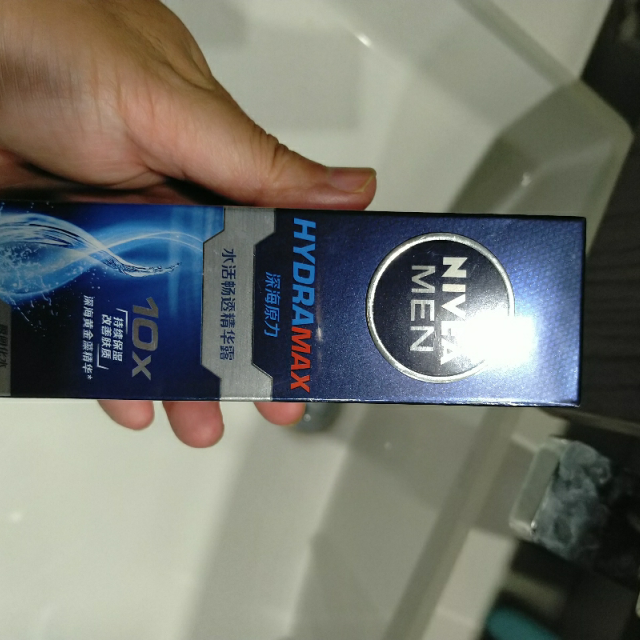 NIVEA
MEN
HYDRAMAX
深海原力
水活畅透精华露
10X
「持续保湿
改善肤质」
深海黄金藻精华*